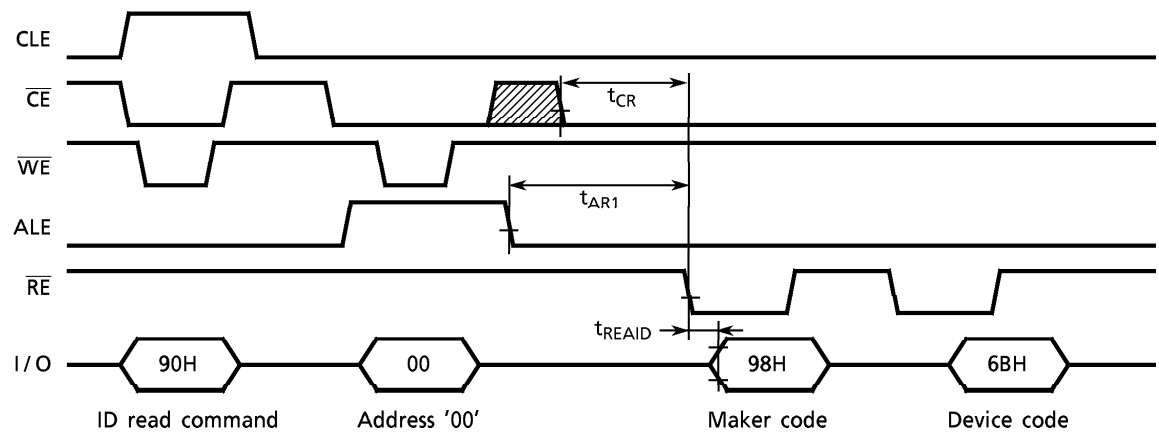 CLE
CE
tCR
WE
tAR1
ALE
RE
tREAID
I/O 90H 00 98H 6BH
ID read command Address '00' Maker code Device code